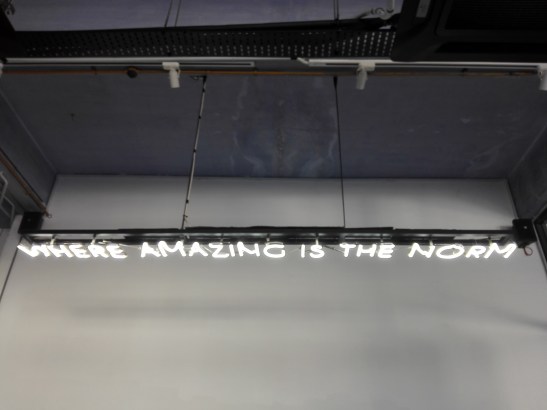 WHERE AMAZING IS THE NORM